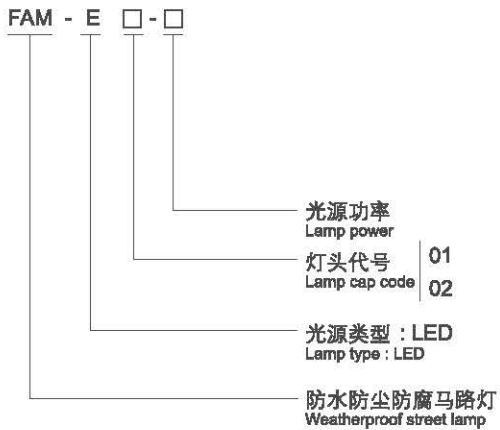 FAM - E □ - □
光源功率
Lamp power
灯头代号
Lamp cap code
01
02
光源类型 : LED
Lamp type : LED
防水防尘防腐马路灯
Weatherproof street lamp